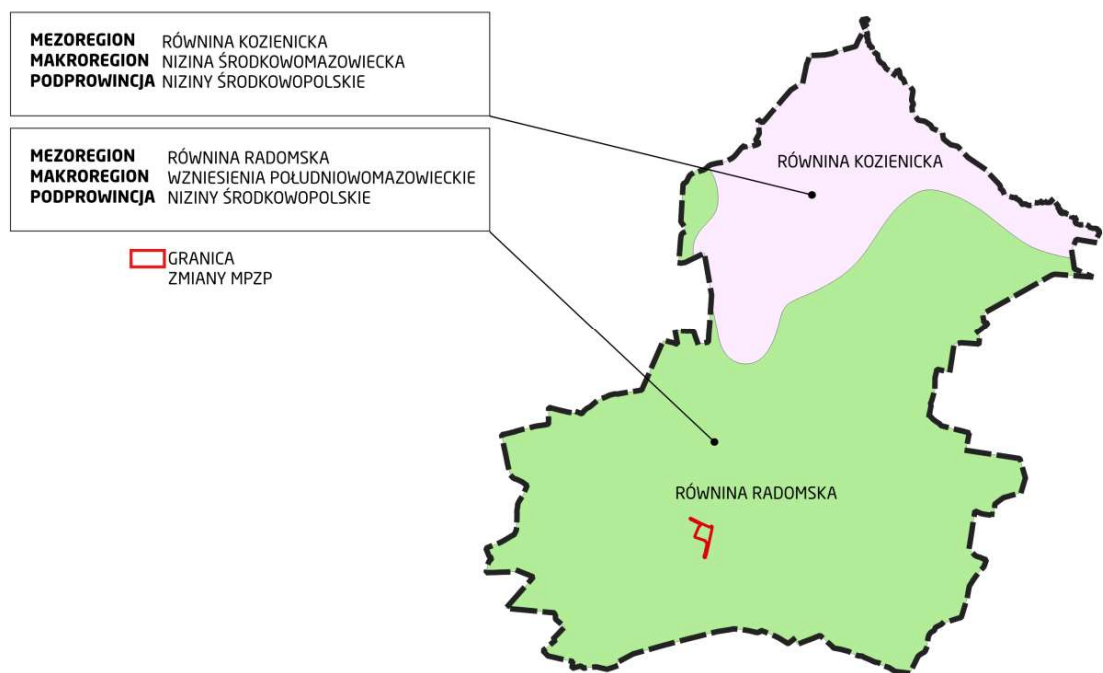 MEZOREGION RÓWNINA KOZIENICKA
MAKROREGION NIZINA ŚRODKOWOMAZOWIECKA
PODPROWINCJA NIZINY ŚRODKOWOPOLSKIE
MEZOREGION RÓWNINA RADOMSKA
MAKROREGION WZNIESIENIA POŁUDNIOWOMAZOWIECKIE
PODPROWINCJA NIZINY ŚRODKOWOPOLSKIE
GRANICA
ZMIANY MPZP
RÓWNINA KOZIENICKA
RÓWNINA RADOMSKA